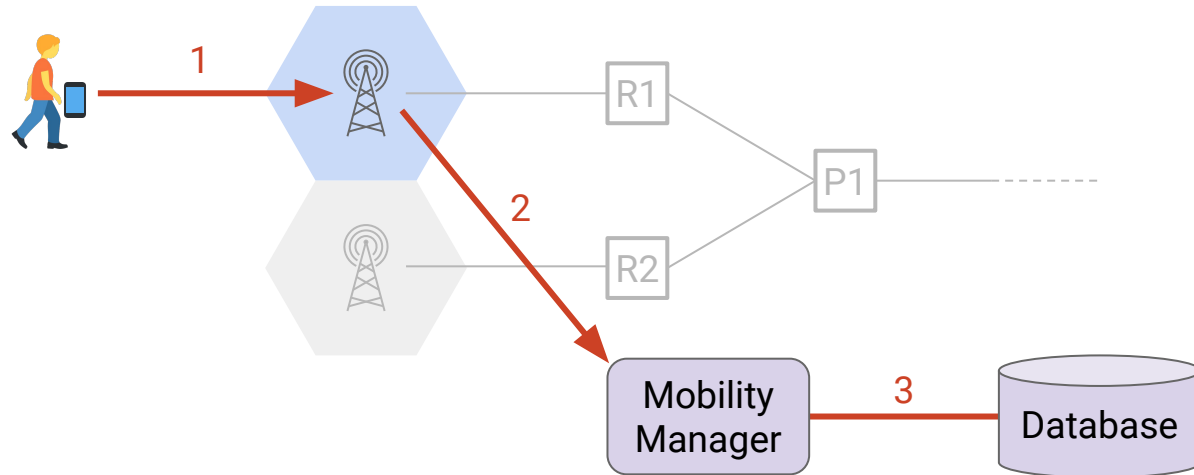 1
R1
P1
2
R2
Mobility
Manager
3
Database